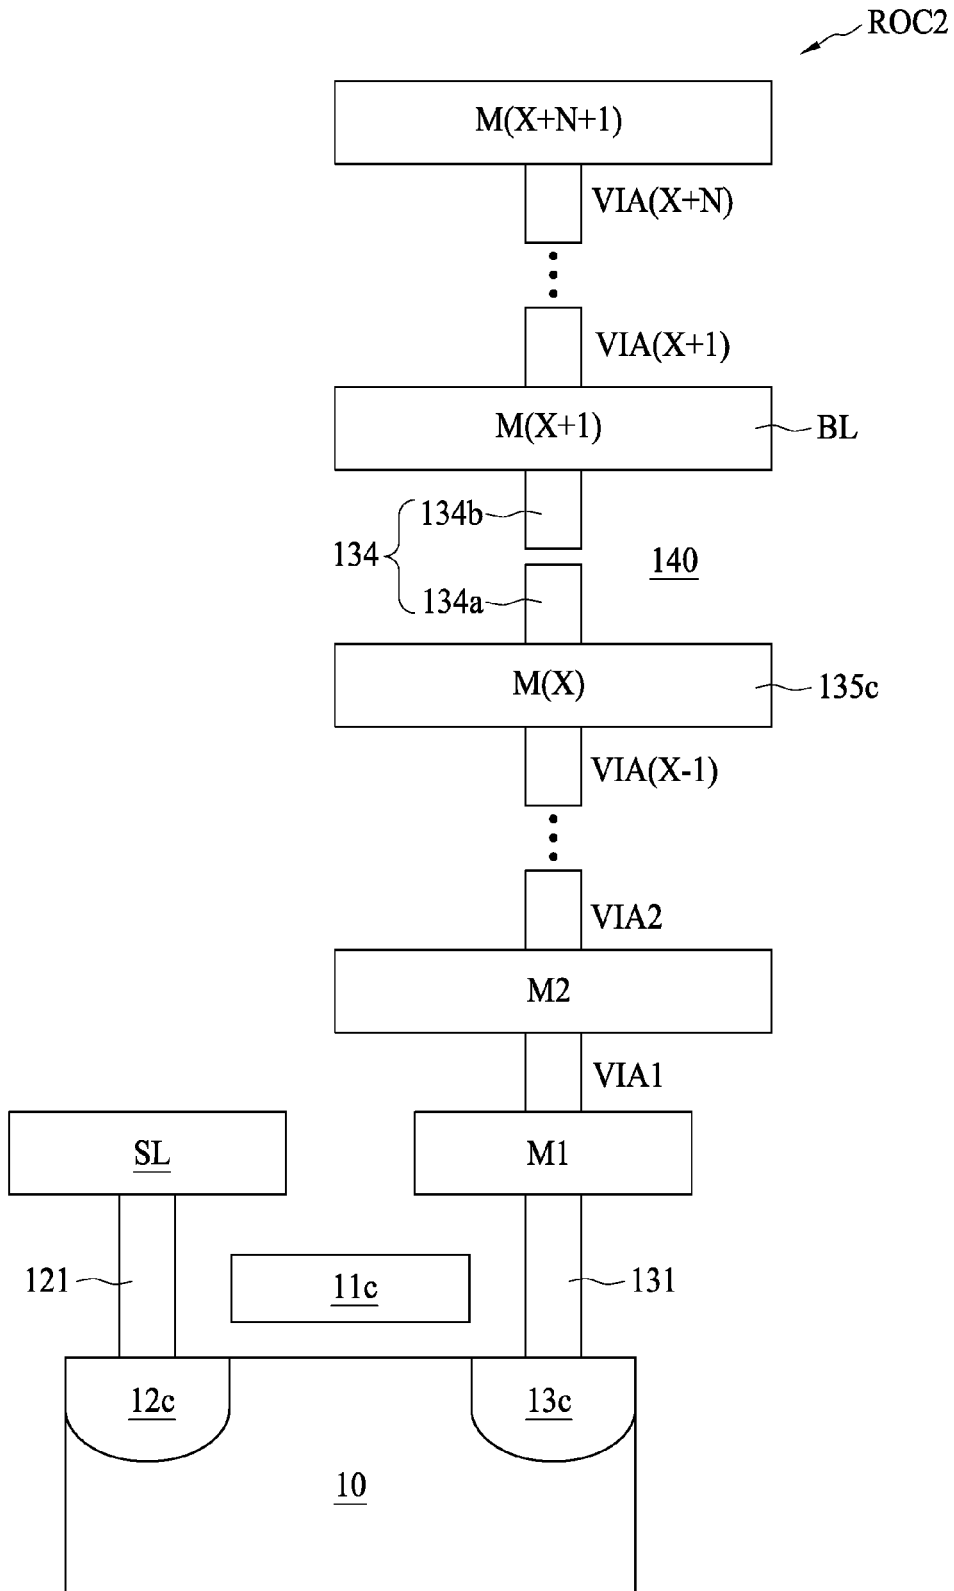 ROC2
M(X+N+1)
VIA(X+N)
VIA(X+1)
M(X+1)
BL
134b
134
140
134a
M(X)
135c
VIA(X-1)
VIA2
M2
VIA1
SL
M1
121
11c
131
12c
13c
10